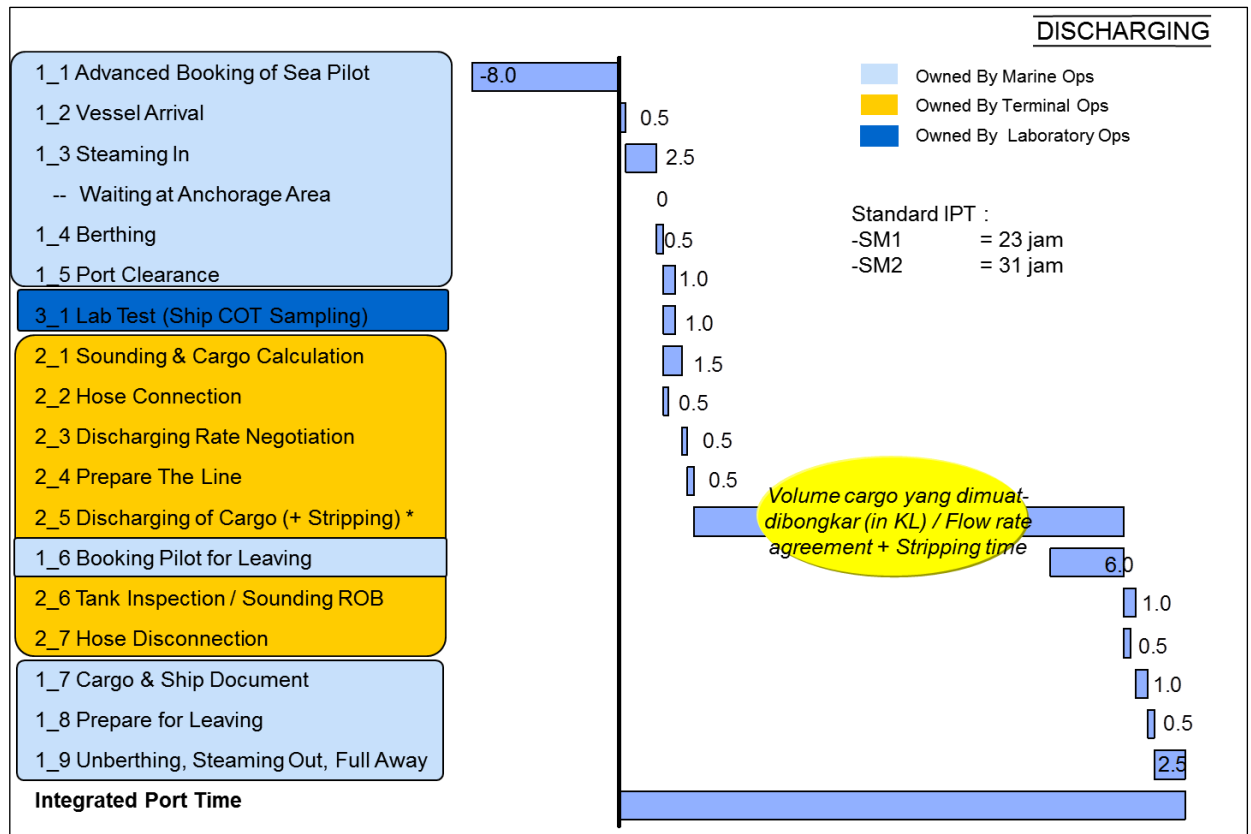 DISCHARGING
1_1 Advanced Booking of Sea Pilot
-8.0
1_2 Vessel Arrival
0.5
1_3 Steaming In
2.5
-- Waiting at Anchorage Area
0
1_4 Berthing
0.5
1_5 Port Clearance
1.0
3_1 Lab Test (Ship COT Sampling)
1.0
2_1 Sounding & Cargo Calculation
1.5
2_2 Hose Connection
0.5
2_3 Discharging Rate Negotiation
0.5
2_4 Prepare The Line
0.5
2_5 Discharging of Cargo (+ Stripping) *
Volume cargo yang dimuat-
dibongkar (in KL) / Flow rate
agreement + Stripping time
1_6 Booking Pilot for Leaving
6.0
2_6 Tank Inspection / Sounding ROB
1.0
2_7 Hose Disconnection
0.5
1_7 Cargo & Ship Document
1.0
1_8 Prepare for Leaving
0.5
1_9 Unberthing, Steaming Out, Full Away
2.5
Integrated Port Time
Owned By Marine Ops
Owned By Terminal Ops
Owned By Laboratory Ops
Standard IPT :
-SM1 = 23 jam
-SM2 = 31 jam